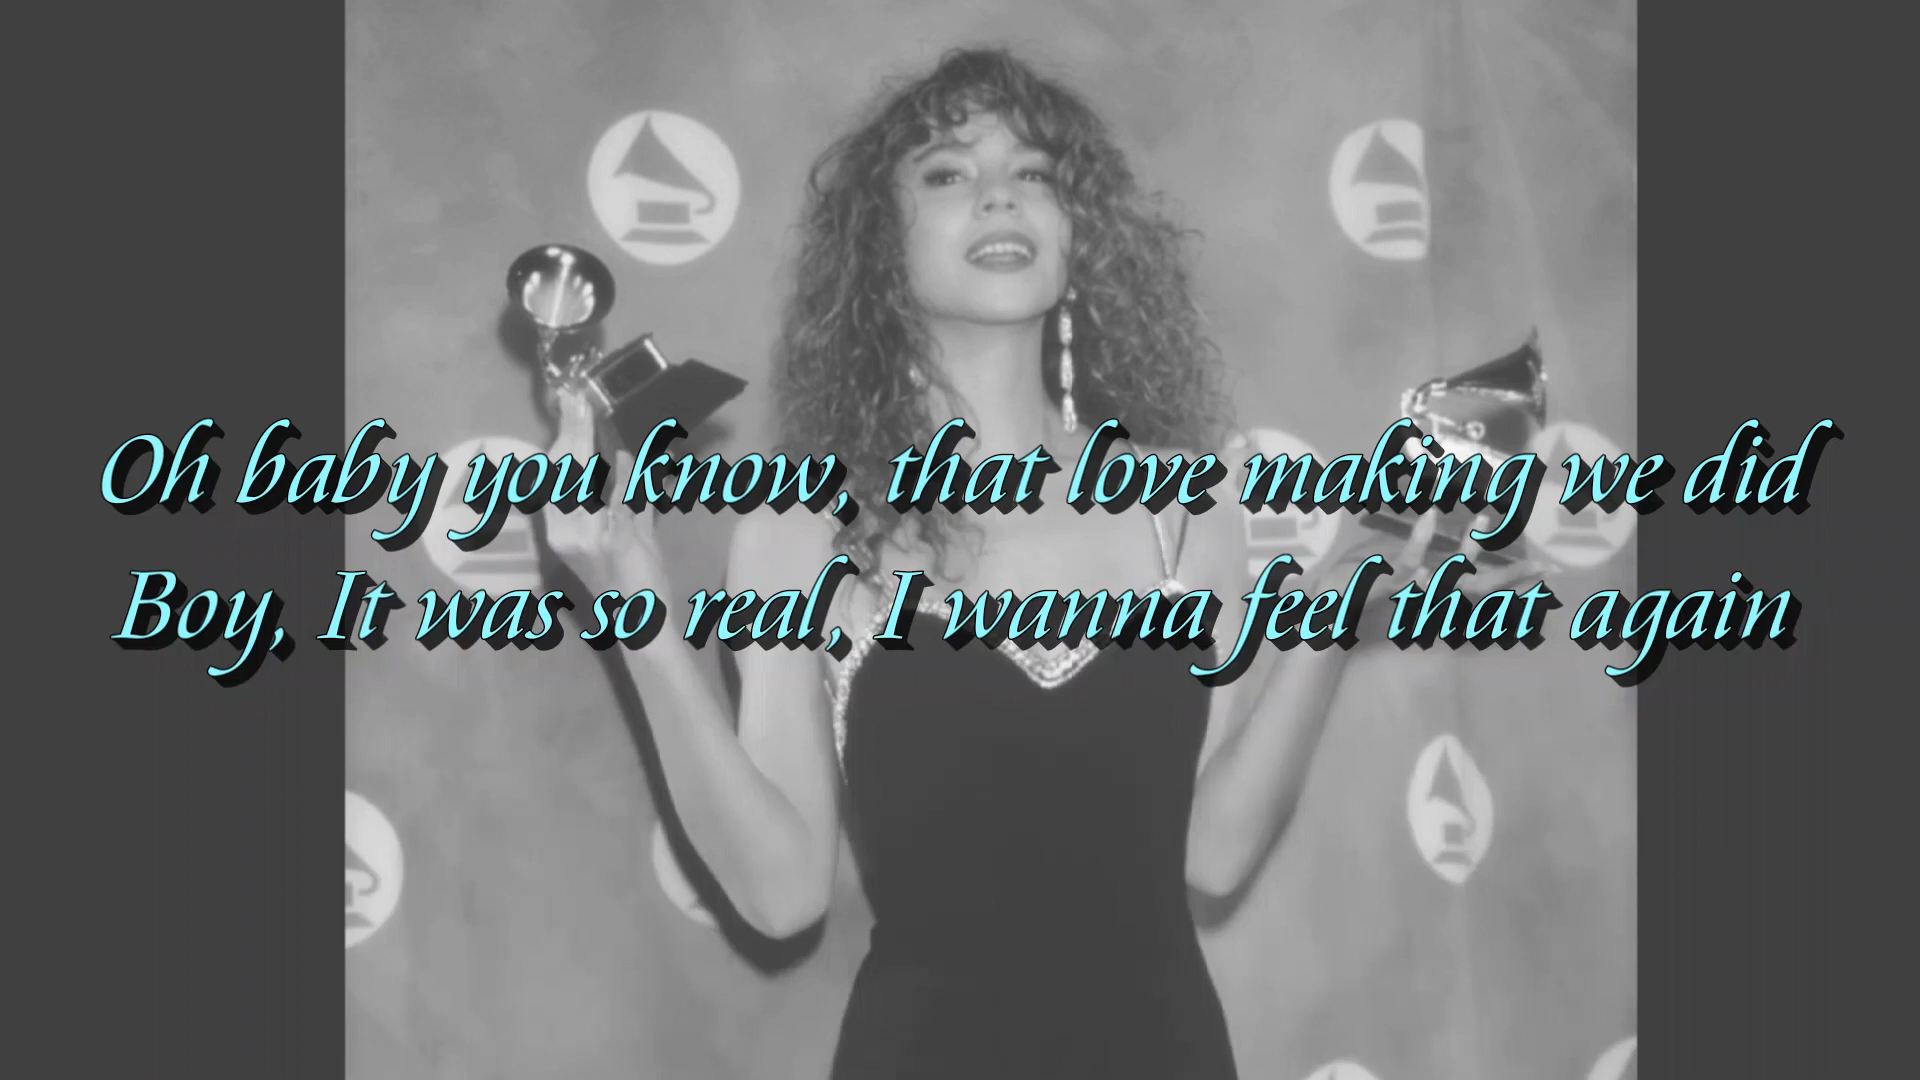 Oh baby you know, that love making we did
Boy, It was so real, I wanna feel that again